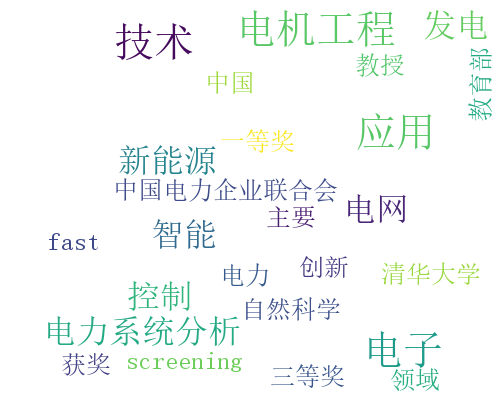 技术
电机工程
发电
教授
教育部
中国
一等奖
应用
新能源
中国电力企业联合会
主要
电网
智能
fast
创新
电力
清华大学
控制
自然科学
电力系统分析
电子
获奖
screening
三等奖
领域